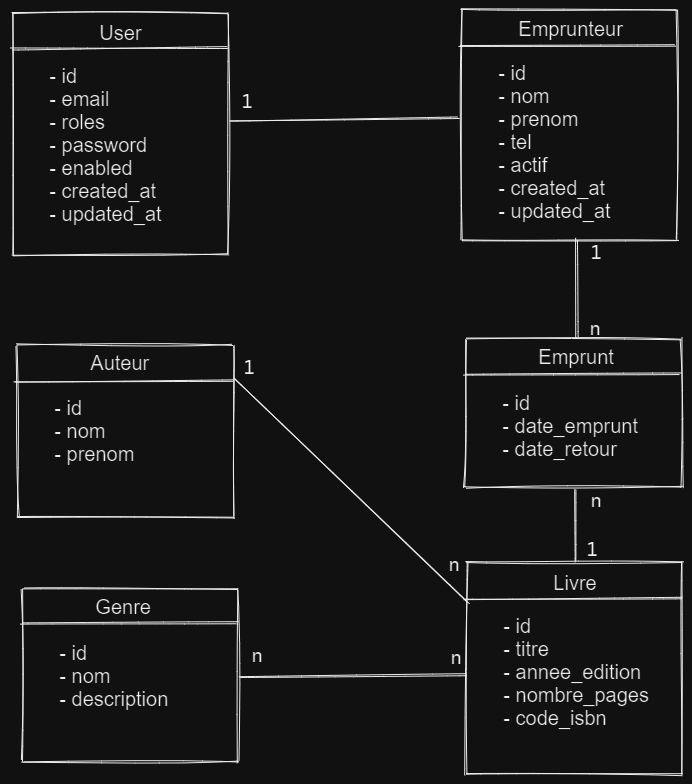 User
- id
- email
- roles
- password
- enabled
- created_at
- updated_at
1
Emprunteur
- id
- nom
- prenom
- tel
- actif
- created_at
- updated_at
1
n
Auteur
- id
- nom
- prenom
1
Emprunt
- id
- date_emprunt
- date_retour
n
1
n
Genre
- id
- nom
- description
n
n
Livre
- id
- titre
- annee_edition
- nombre_pages
- code_isbn